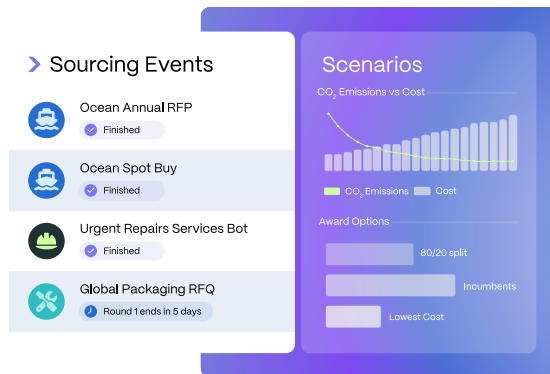 Sourcing Events
Ocean Annual RFP
Finished
Ocean Spot Buy
Finished
Urgent Repairs Services Bot
Finished
Global Packaging RFQ
Round 1 ends in 5 days
Scenarios
CO₂ Emissions vs Cost
CO₂ Emissions
Cost
Award Options
80/20 split
Incumbents
Lowest Cost